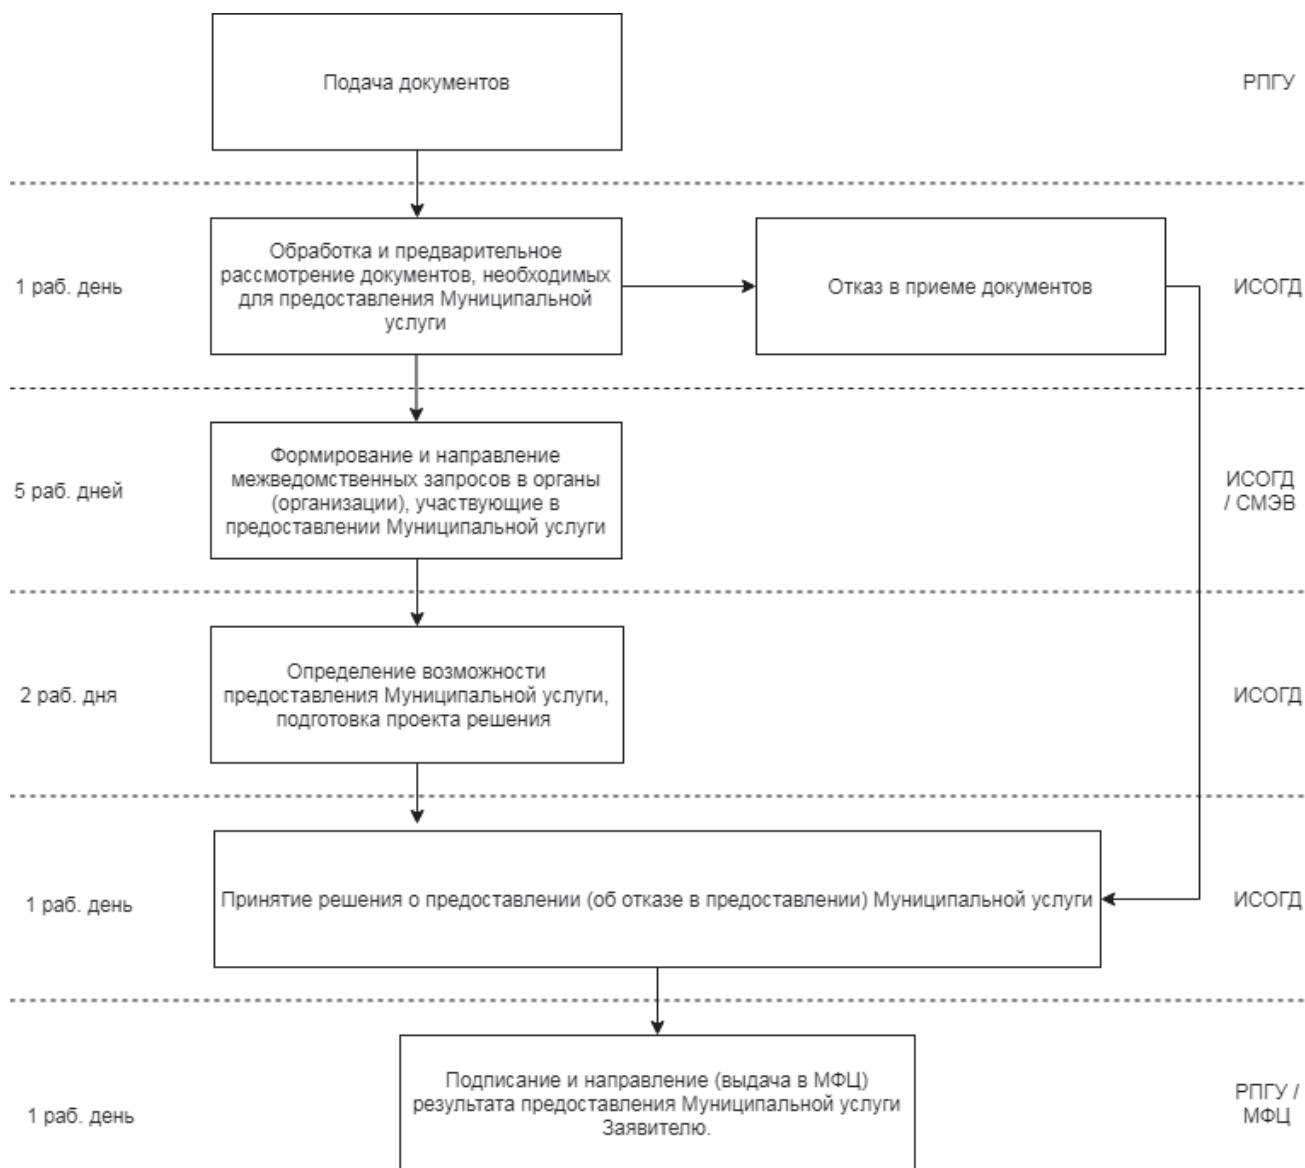 Подача документов
РПГУ
1 раб. день
Обработка и предварительное
рассмотрение документов, необходимых
для предоставления Муниципальной
услуги
Отказ в приеме документов
ИСОГД
5 раб. дней
Формирование и направление
межведомственных запросов в органы
(организации), участвующие в
предоставлении Муниципальной услуги
ИСОГД
/ СМЭВ
2 раб. дня
Определение возможности
предоставления Муниципальной услуги,
подготовка проекта решения
ИСОГД
1 раб. день
Принятие решения о предоставлении (об отказе в предоставлении) Муниципальной услуги
ИСОГД
1 раб. день
Подписание и направление (выдача в МФЦ)
результата предоставления Муниципальной услуги
Заявителю.
РПГУ /
МФЦ